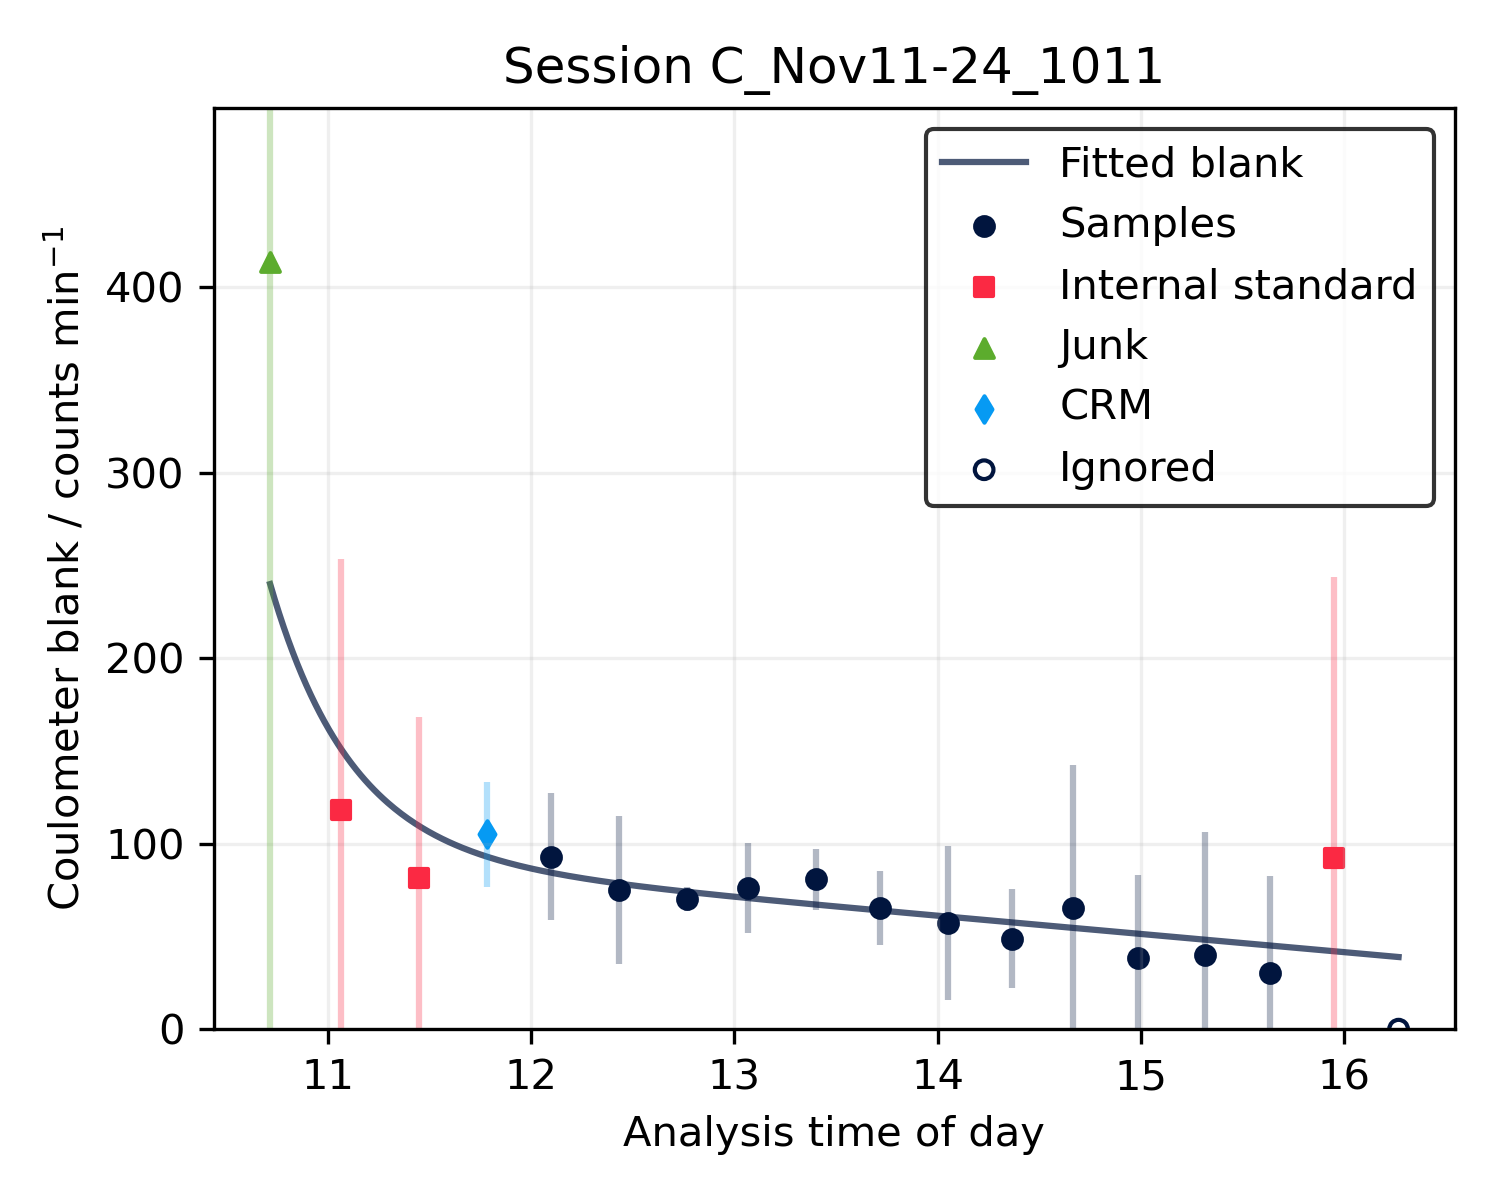 Session C_Nov11-24_1011
Coulometer blank / counts min⁻¹
400
300
200
100
0
Fitted blank
Samples
Internal standard
Junk
CRM
Ignored
11 12 13 14 15 16
Analysis time of day